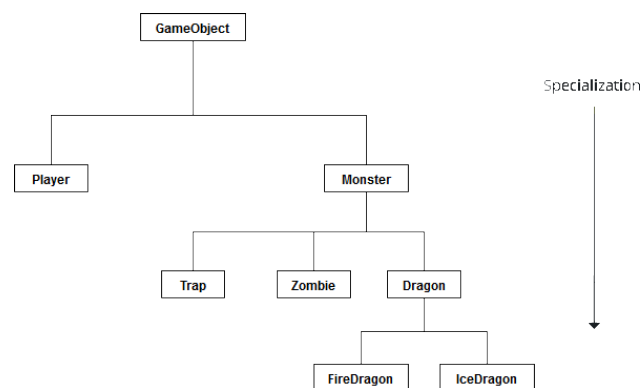 GameObject
Specialization
Player
Monster
Trap
Zombie
Dragon
FireDragon
IceDragon